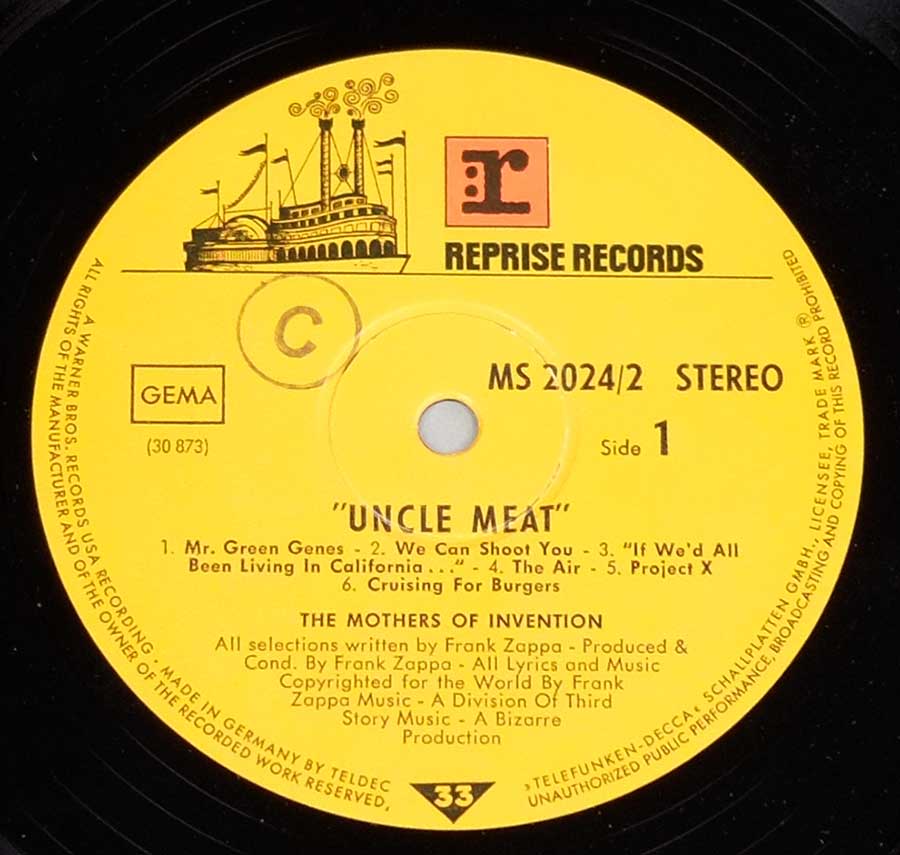 r
REPRISE RECORDS
C
GEMA
(30 873)
MS 2024/2 STEREO
Side 1
"UNCLE MEAT"
1. Mr. Green Genes - 2. We Can Shoot You - 3. "If We'd All
Been Living In California..." - 4. The Air - 5. Project X
6. Cruising For Burgers
THE MOTHERS OF INVENTION
All selections written by Frank Zappa - Produced &
Cond. By Frank Zappa - All Lyrics and Music
Copyrighted for the World By Frank
Zappa Music - A Division Of Third
Story Music - A Bizarre
Production
33
A WARNER BROS. RECORDS USA RECORDING · MADE IN GERMANY BY TELDEC
»TELEFUNKEN-DECCA« SCHALLPLATTEN GMBH., LICENSEE, TRADE MARK ®
ALL RIGHTS OF THE MANUFACTURER AND OF THE OWNER OF THE RECORDED WORK RESERVED,
UNAUTHORIZED PUBLIC PERFORMANCE, BROADCASTING AND COPYING OF THIS RECORD PROHIBITED